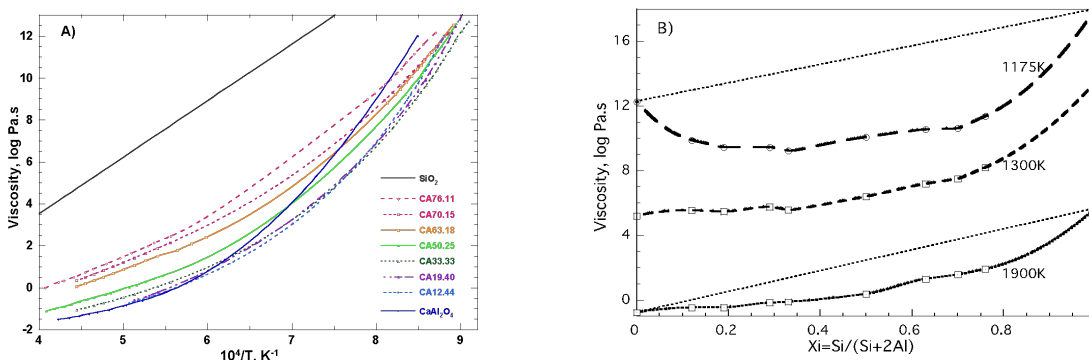 A)
Viscosity, log Pa.s
12
10
8
6
4
2
0
-2
4
5
6
7
8
9
10⁴/T, K⁻¹
SiO₂
CA76.11
CA70.15
CA63.18
CA50.25
CA33.33
CA19.40
CA12.44
CaAl₂O₄
B)
Viscosity, log Pa.s
16
12
8
4
0
0
0.2
0.4
0.6
0.8
Xi=Si/(Si+2Al)
1175K
1300K
1900K